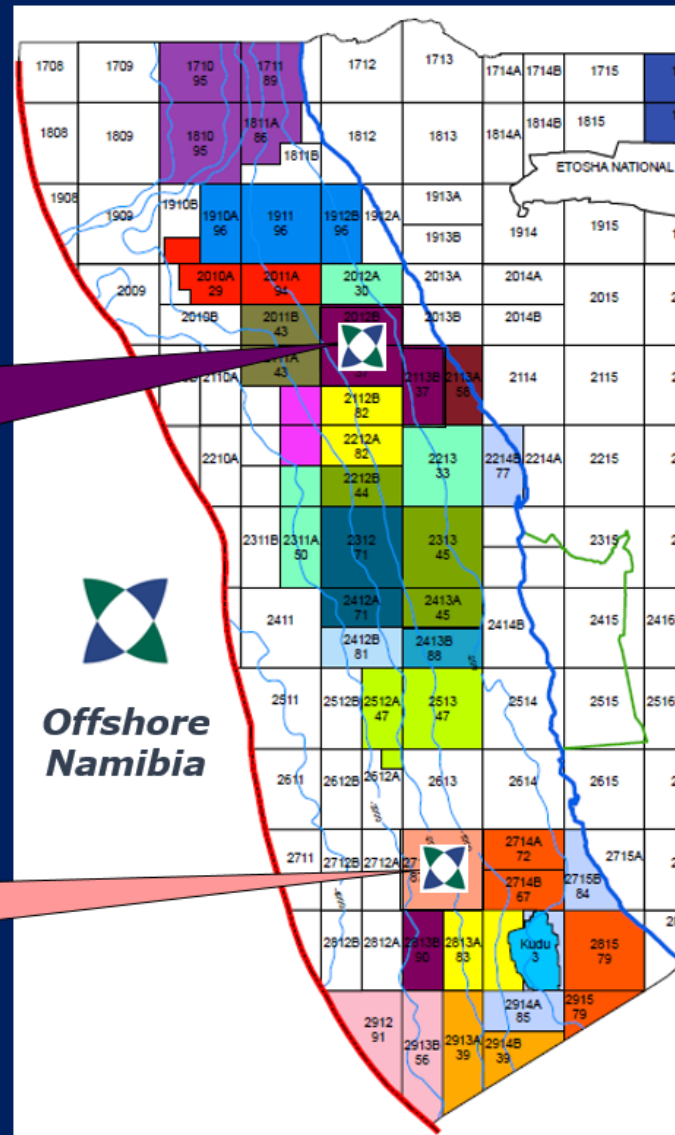 1708 1709 1710 1711 1712 1713 1714A 1714B 1715
95 89
1808 1809 1810 1811A 1812 1813 1814A 1814B 1815
95 86
1811B
ETOSHA NATIONAL
1908 1909 1910B 1910A 1911 1912B 1912A 1913A 1914 1915
96 96 96
1913B
2009 2010A 2011A 2012A 2013A 2014A 2015
29 94 30
2010B 2011B 2012B 2013B 2014B
43
2110A 2111A 2113B 2113A 2114 2115
43 37 37 58
2112B
82
2210A 2212A 2213 2214B 2214A 2215
82 33 77
2212B
44
2311B 2311A 2312 2313 2315
50 71 45
2411 2412A 2413A 2414B 2415 2416
71 45
2412B 2413B
81 88
2511 2512B 2512A 2513 2514 2515 2516
47 47
Offshore
Namibia
2611 2612B 2612A 2613 2614 2615
2711 2712B 2712A 2714A 2715A
72
2714B 2715B
67 84
2812B 2812A 2813B 2813A Kudu 2815
90 83 3 79
2912 2913B 2913A 2914A 2915
91 56 39 85 79
2914B
39